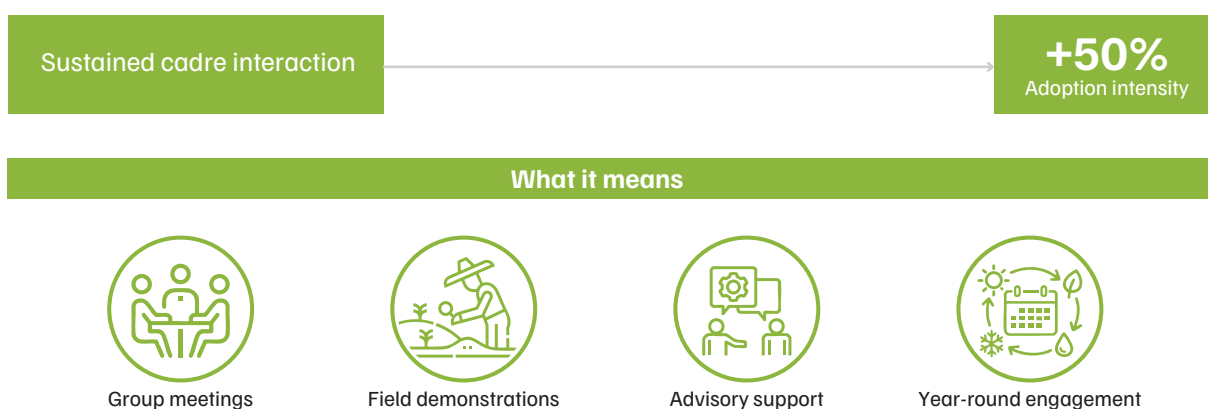 Sustained cadre interaction
+50%
Adoption intensity
What it means
Group meetings
Field demonstrations
Advisory support
Year-round engagement